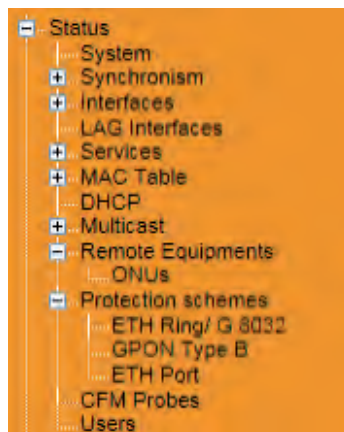 Status
System
Synchronism
Interfaces
LAG Interfaces
Services
MAC Table
DHCP
Multicast
Remote Equipments
ONUs
Protection schemes
ETH Ring/ G 8032
GPON Type B
ETH Port
CFM Probes
Users